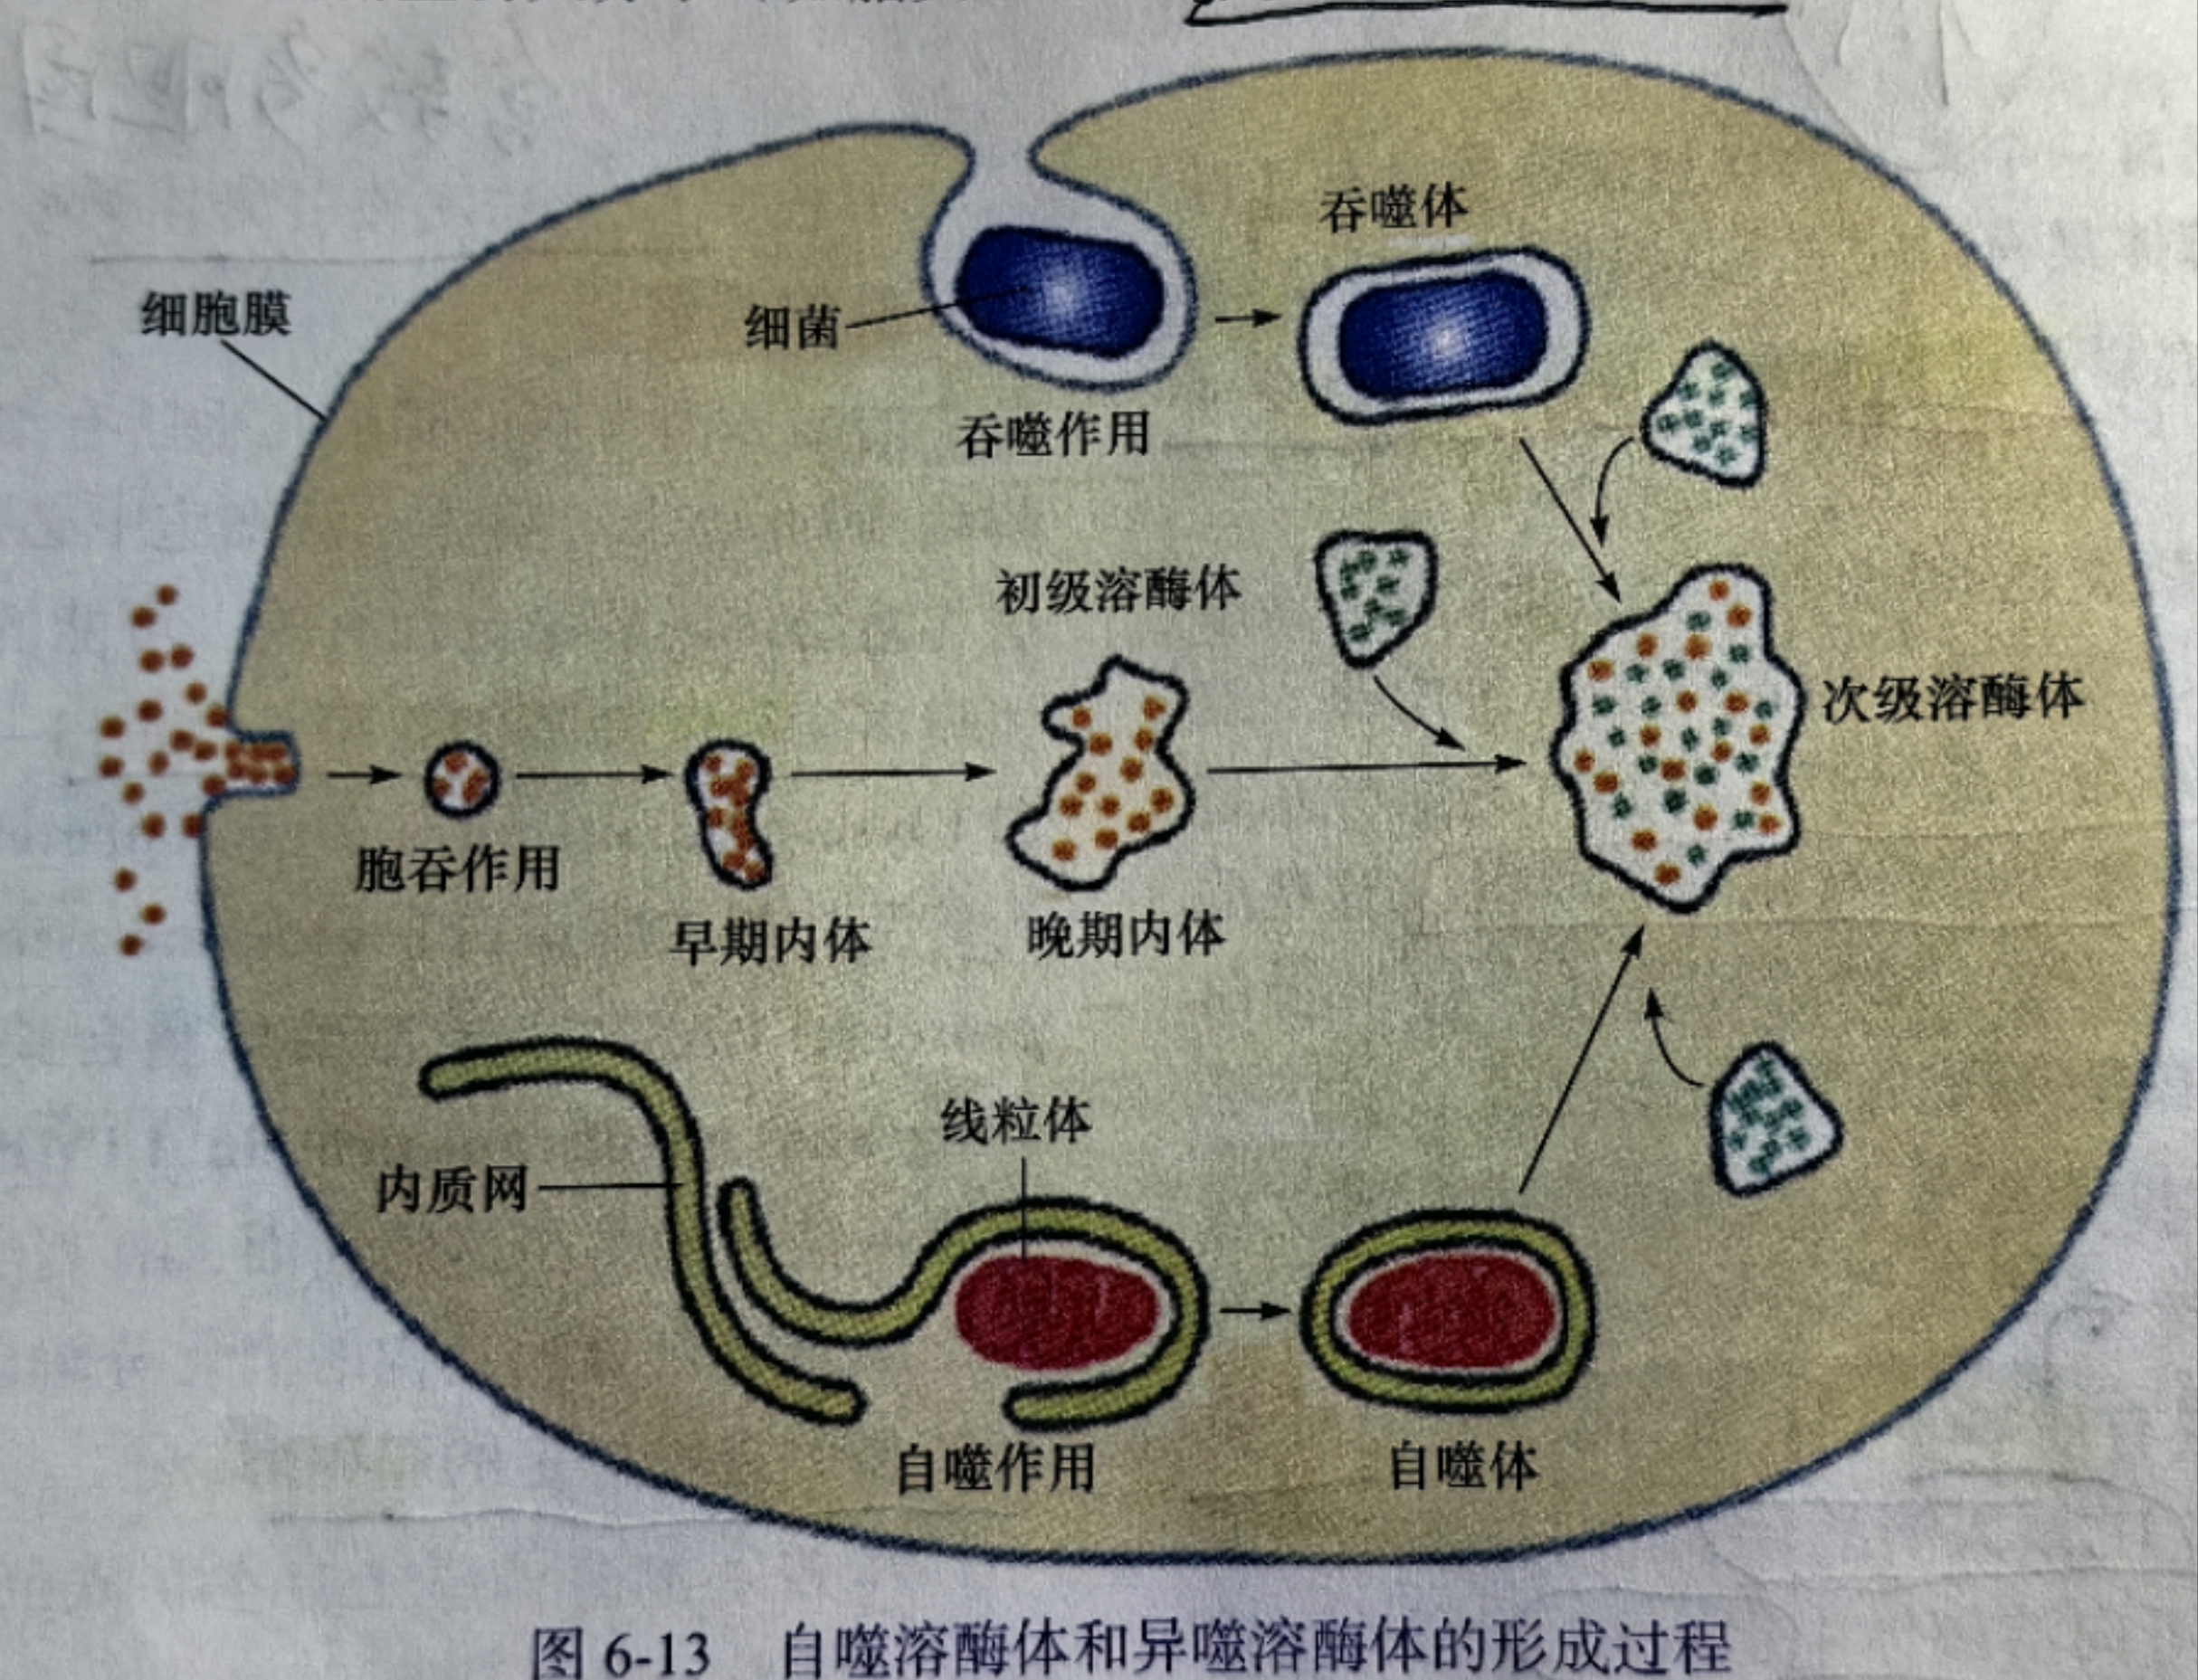 吞噬体
细胞膜
细菌
吞噬作用
初级溶酶体
次级溶酶体
胞吞作用
早期内体
晚期内体
线粒体
内质网
自噬作用
自噬体
图 6-13 自噬溶酶体和异噬溶酶体的形成过程